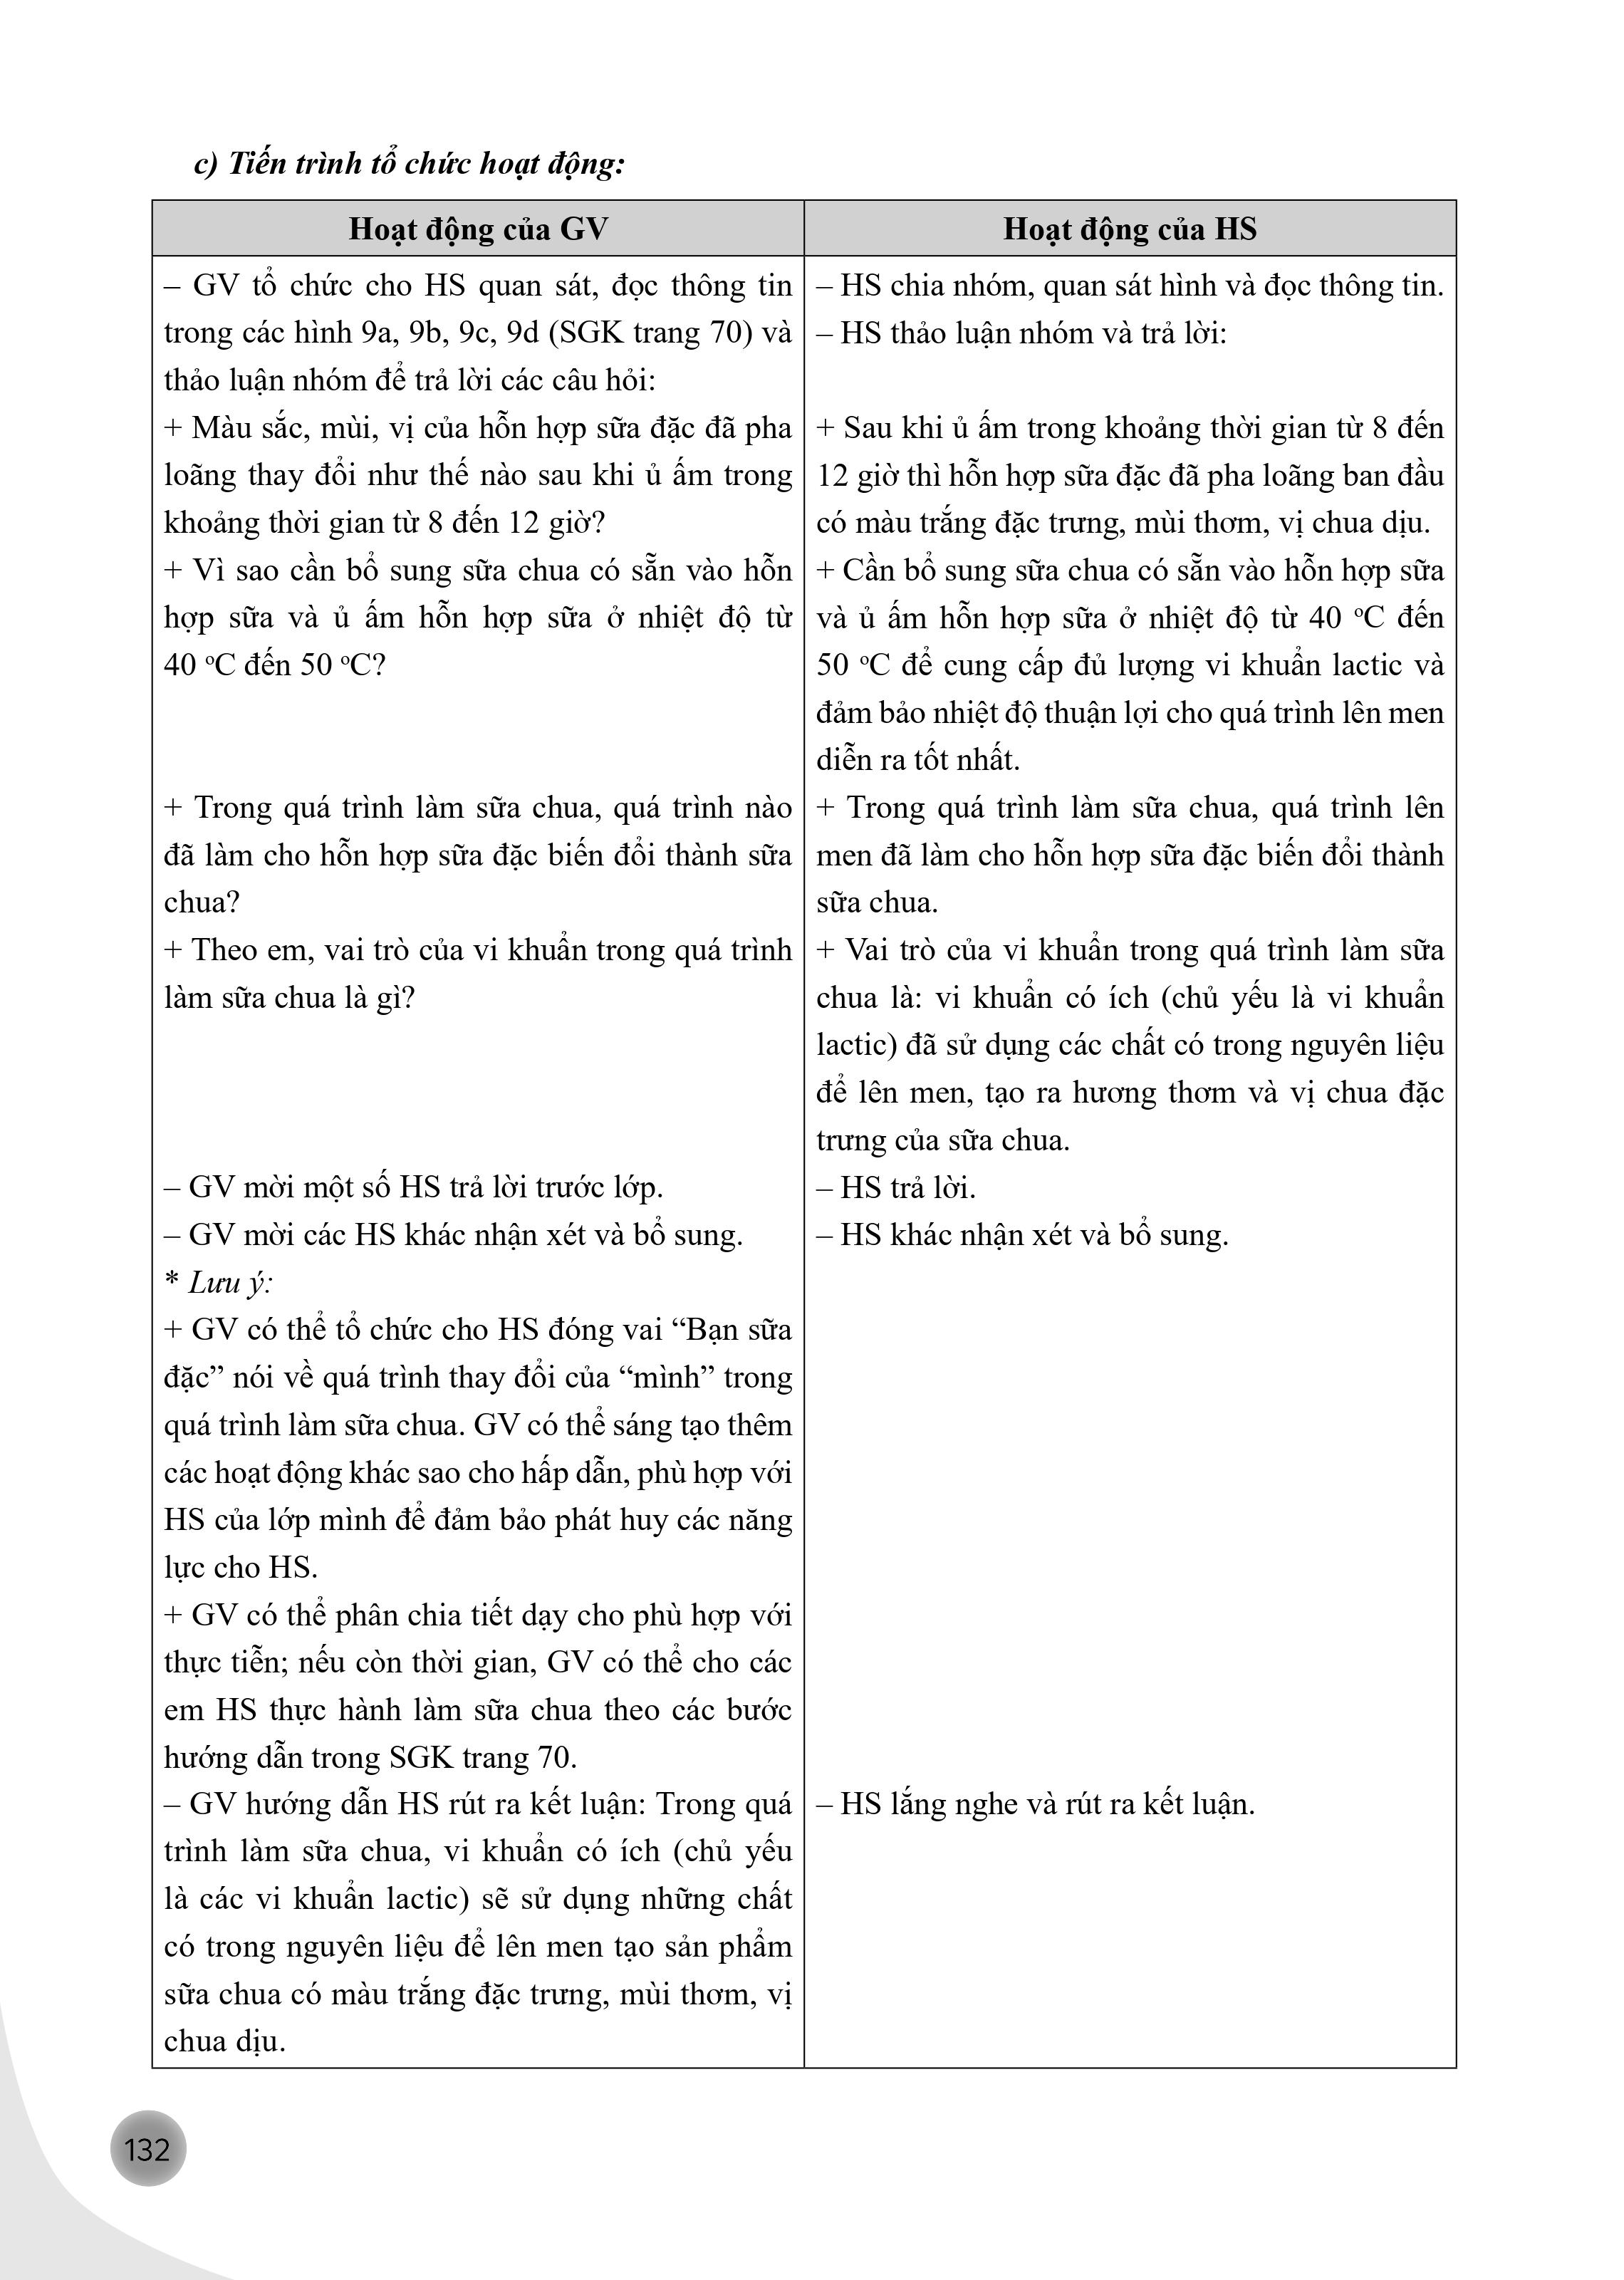 c) Tiến trình tổ chức hoạt động:
Hoạt động của GV
– GV tổ chức cho HS quan sát, đọc thông tin
trong các hình 9a, 9b, 9c, 9d (SGK trang 70) và
thảo luận nhóm để trả lời các câu hỏi:
+ Màu sắc, mùi, vị của hỗn hợp sữa đặc đã pha
loãng thay đổi như thế nào sau khi ủ ấm trong
khoảng thời gian từ 8 đến 12 giờ?
+ Vì sao cần bổ sung sữa chua có sẵn vào hỗn
hợp sữa và ủ ấm hỗn hợp sữa ở nhiệt độ từ
40 ºC đến 50 ºC?
+ Trong quá trình làm sữa chua, quá trình nào
đã làm cho hỗn hợp sữa đặc biến đổi thành sữa
chua?
+ Theo em, vai trò của vi khuẩn trong quá trình
làm sữa chua là gì?
– GV mời một số HS trả lời trước lớp.
– GV mời các HS khác nhận xét và bổ sung.
* Lưu ý:
+ GV có thể tổ chức cho HS đóng vai “Bạn sữa
đặc” nói về quá trình thay đổi của “mình” trong
quá trình làm sữa chua. GV có thể sáng tạo thêm
các hoạt động khác sao cho hấp dẫn, phù hợp với
HS của lớp mình để đảm bảo phát huy các năng
lực cho HS.
+ GV có thể phân chia tiết dạy cho phù hợp với
thực tiễn; nếu còn thời gian, GV có thể cho các
em HS thực hành làm sữa chua theo các bước
hướng dẫn trong SGK trang 70.
– GV hướng dẫn HS rút ra kết luận: Trong quá
trình làm sữa chua, vi khuẩn có ích (chủ yếu
là các vi khuẩn lactic) sẽ sử dụng những chất
có trong nguyên liệu để lên men tạo sản phẩm
sữa chua có màu trắng đặc trưng, mùi thơm, vị
chua dịu.
Hoạt động của HS
– HS chia nhóm, quan sát hình và đọc thông tin.
– HS thảo luận nhóm và trả lời:
+ Sau khi ủ ấm trong khoảng thời gian từ 8 đến
12 giờ thì hỗn hợp sữa đặc đã pha loãng ban đầu
có màu trắng đặc trưng, mùi thơm, vị chua dịu.
+ Cần bổ sung sữa chua có sẵn vào hỗn hợp sữa
và ủ ấm hỗn hợp sữa ở nhiệt độ từ 40 ºC đến
50 ºC để cung cấp đủ lượng vi khuẩn lactic và
đảm bảo nhiệt độ thuận lợi cho quá trình lên men
diễn ra tốt nhất.
+ Trong quá trình làm sữa chua, quá trình lên
men đã làm cho hỗn hợp sữa đặc biến đổi thành
sữa chua.
+ Vai trò của vi khuẩn trong quá trình làm sữa
chua là: vi khuẩn có ích (chủ yếu là vi khuẩn
lactic) đã sử dụng các chất có trong nguyên liệu
để lên men, tạo ra hương thơm và vị chua đặc
trưng của sữa chua.
– HS trả lời.
– HS khác nhận xét và bổ sung.
– HS lắng nghe và rút ra kết luận.
132